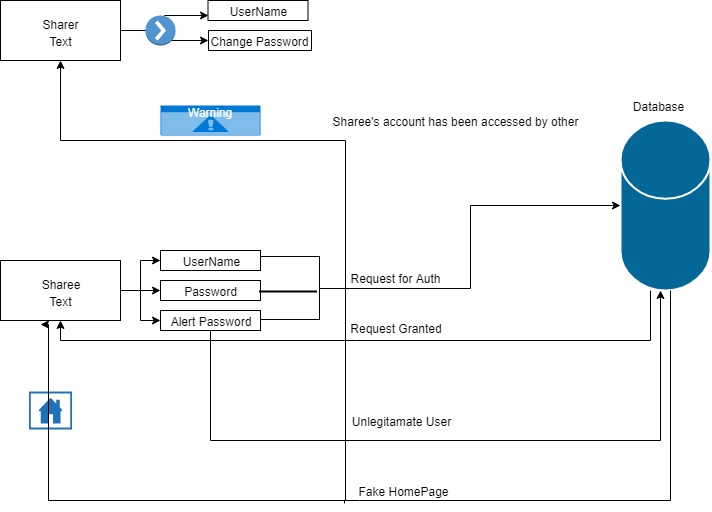 Sharer
Text
UserName
Change Password
Warning
!
Sharee's account has been accessed by other
Database
Sharee
Text
UserName
Password
Alert Password
Request for Auth
Request Granted
Unlegitamate User
Fake HomePage